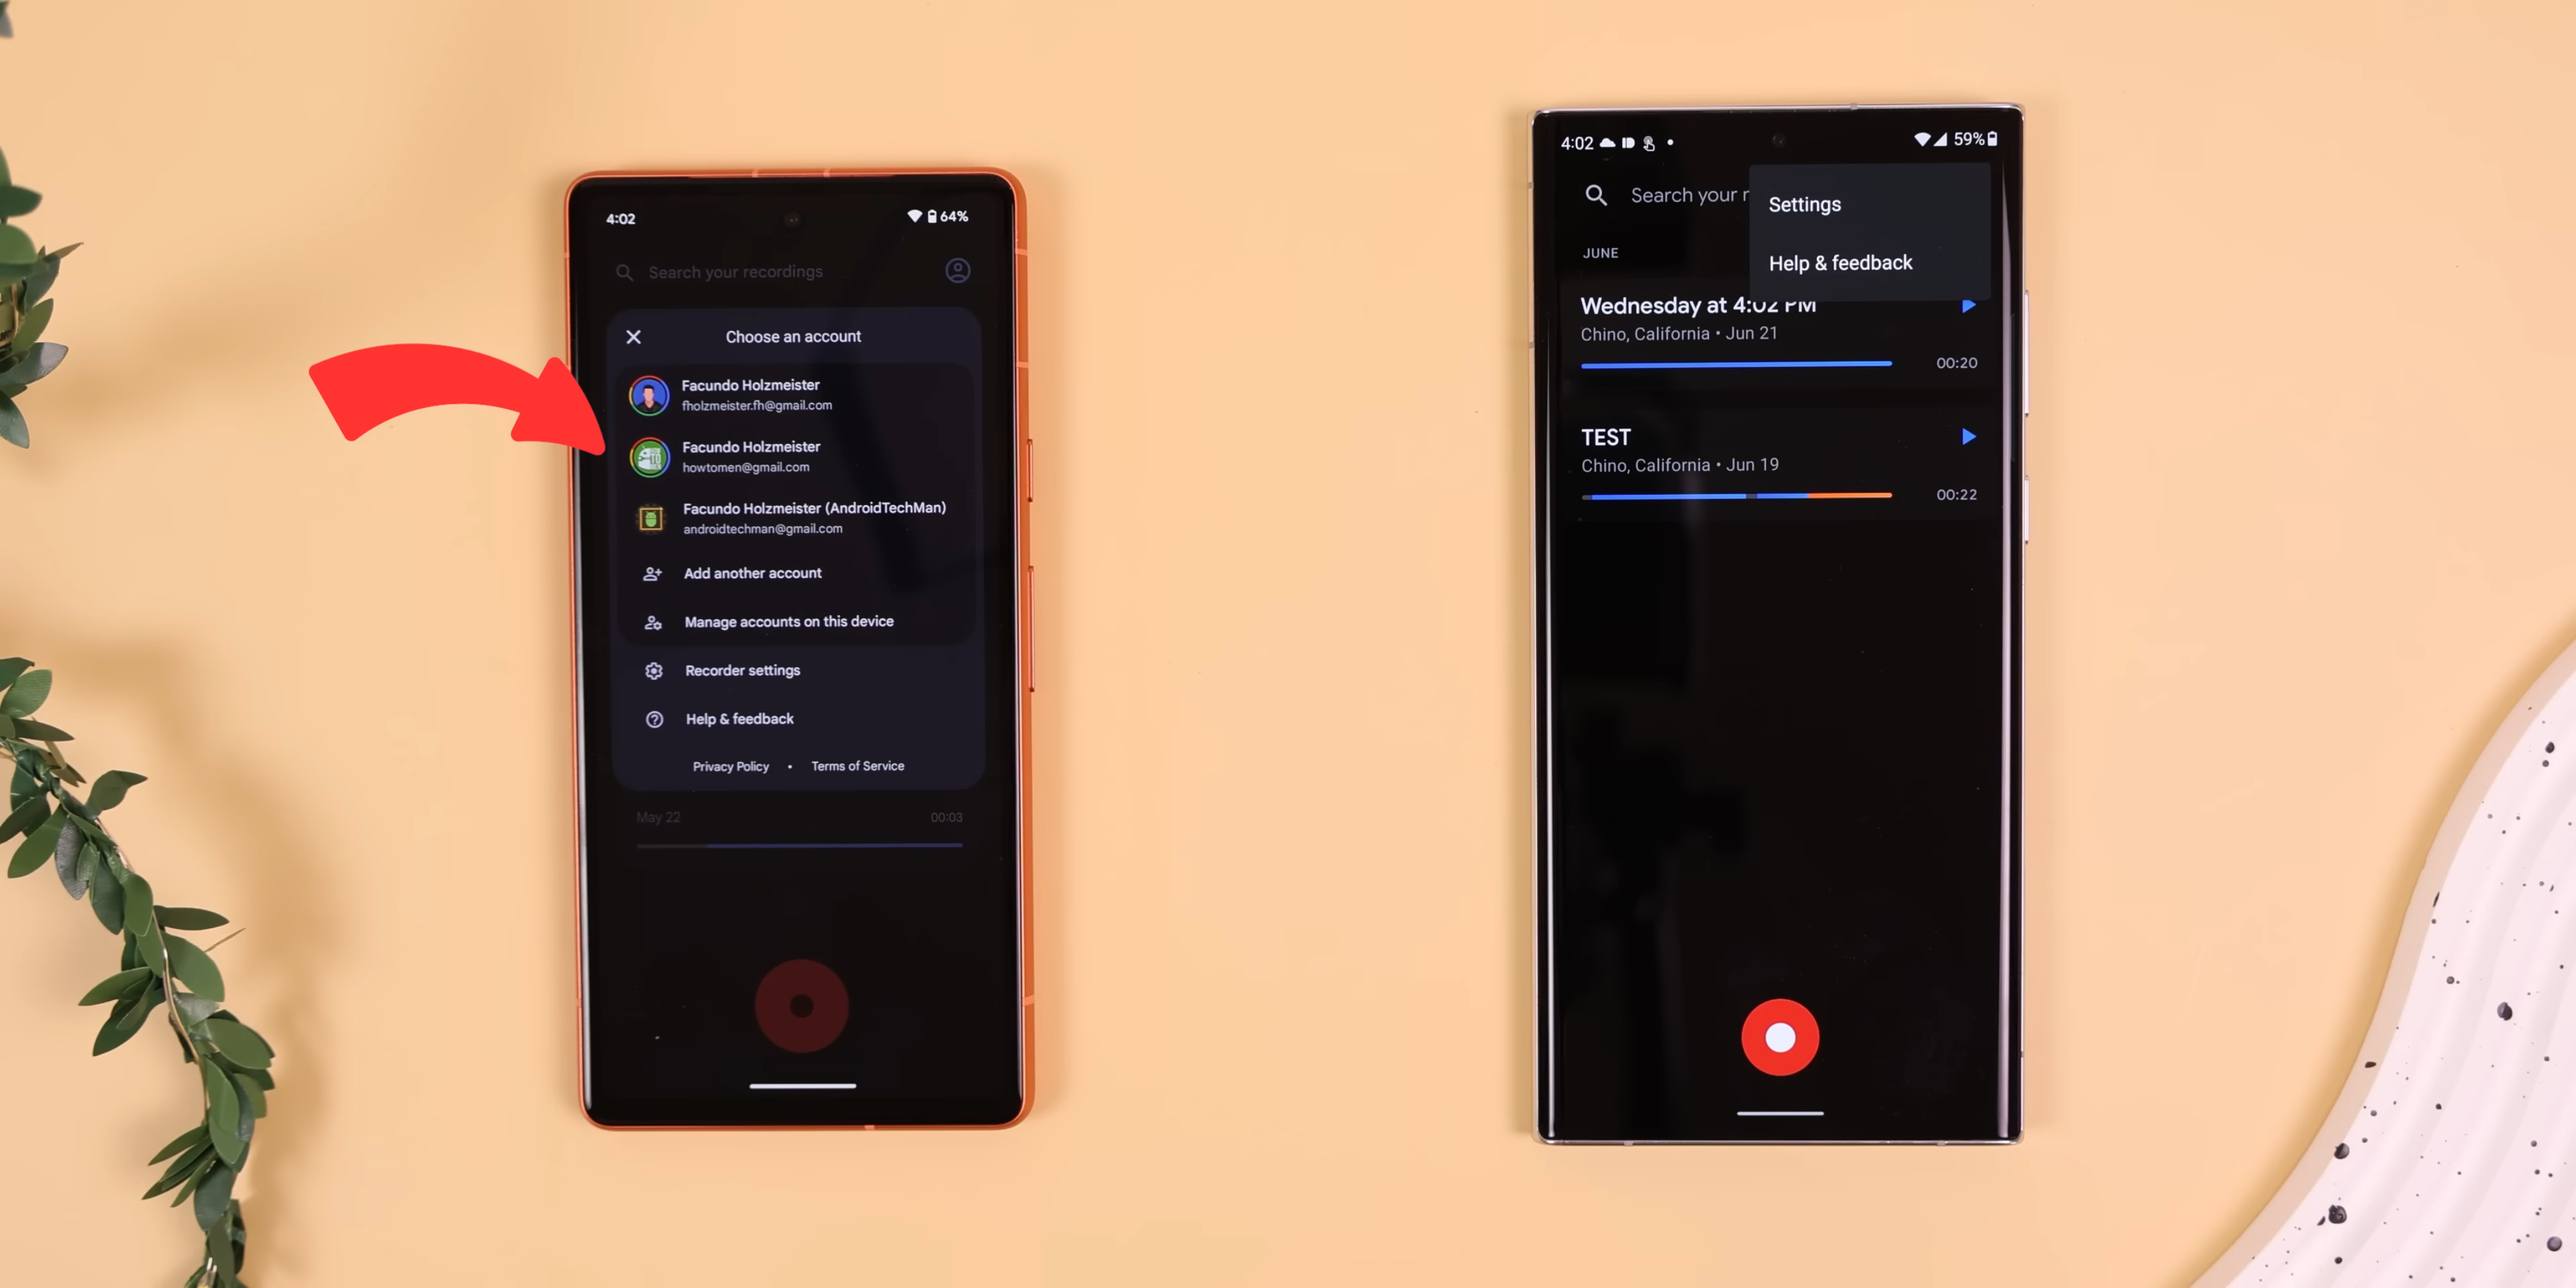 4:02
64%
Search your recordings
Choose an account
Facundo Holzmeister
fholzmeister.fh@gmail.com
Facundo Holzmeister
howtomen@gmail.com
Facundo Holzmeister (AndroidTechMan)
androidtechman@gmail.com
Add another account
Manage accounts on this device
Recorder settings
Help & feedback
Privacy Policy • Terms of Service
May 22
00:03
4:02
59%
Search your r
Settings
Help & feedback
JUNE
Wednesday at 4:02 PM
Chino, California • Jun 21
00:20
TEST
Chino, California • Jun 19
00:22